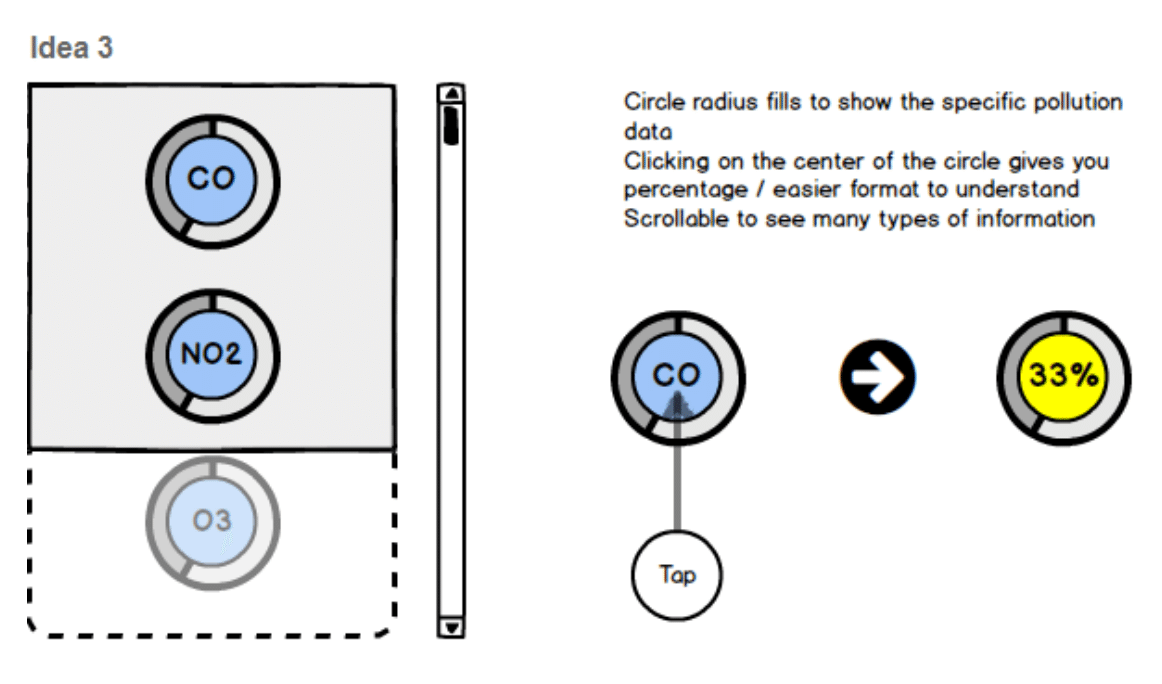 Idea 3
CO
NO2
O3
Circle radius fills to show the specific pollution
data
Clicking on the center of the circle gives you
percentage / easier format to understand
Scrollable to see many types of information
CO
33%
Tap